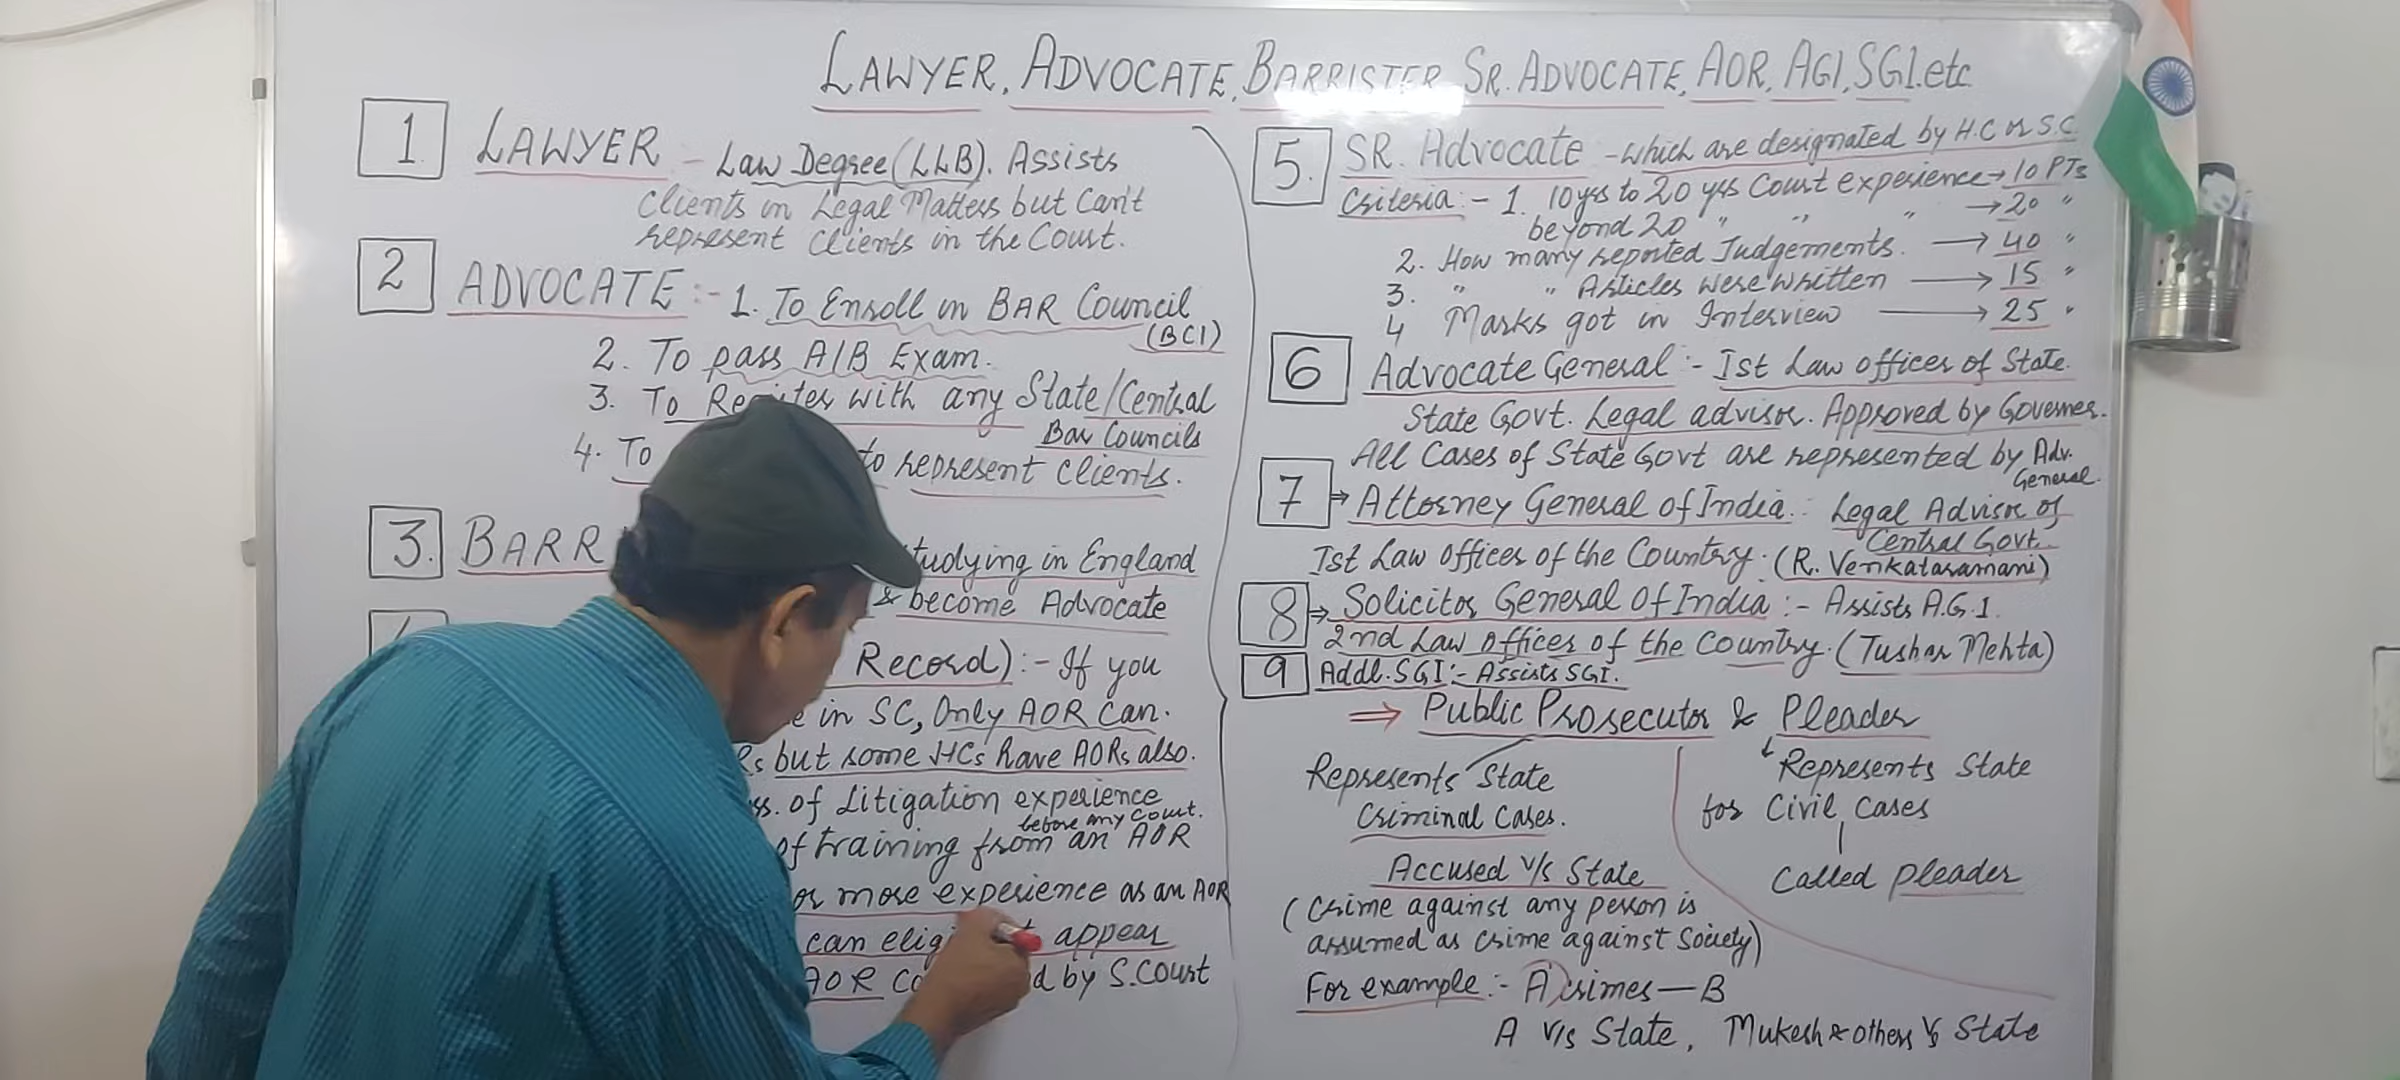 LAWYER, ADVOCATE, BARRISTER, SR. ADVOCATE, AOR, AGI, SGI.etc
1. LAWYER - Law Degree (LLB). Assists
Clients in Legal Matters but Can't
represent Clients in the Court.
2 ADVOCATE :- 1. To Enroll in BAR Council
(BCI)
2. To pass AIB Exam.
3. To with any State/Central
Bar Councils
4. To to represent Clients.
3. in England
& become Advocate
Record) :- If you
in SC, Only AOR Can.
but some HCs have AORs also.
of Litigation experience
before any Court.
of training from an AOR
or more experience as an AOR
can appear
AOR by S. Court
5. SR. Advocate - which are designated by H.C or S.C
Criteria :- 1. 10yrs to 20 yrs Court experience → 10 PTs
beyond 20 " " " → 20 "
2. How many reported Judgements. → 40 "
3. " " Articles were written → 15 "
4 Marks got in Interview → 25 "
6 Advocate General :- Ist Law officer of State.
State Govt. Legal advisor. Approved by Governer.
All Cases of State Govt are represented by Adv.
General.
7 → Attorney General of India :- Legal Advisor of
Central Govt.
Ist Law Officer of the Country. (R. Venkataramani)
8 → Solicitor General Of India :- Assists A.G.I.
2nd Law officer of the Country. (Tushar Mehta)
9 Addl. SGI :- Assists SGI.
⇒ Public Prosecutor & Pleader
Represents State
Criminal Cases.
Represents State
for Civil Cases
Called pleader
Accused v/s State
(Crime against any person is
assumed as crime against Society)
For example :- A crimes — B
A v/s State, Mukesh & others v/s State